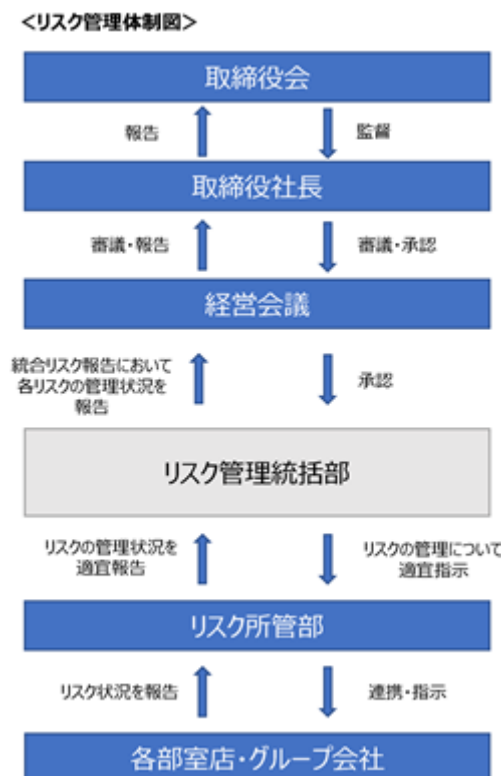 <リスク管理体制図>
取締役会
報告
監督
取締役社長
審議・報告
審議・承認
経営会議
統合リスク報告において
各リスクの管理状況を
報告
承認
リスク管理統括部
リスクの管理状況を
適宜報告
リスクの管理について
適宜指示
リスク所管部
リスク状況を報告
連携・指示
各部室店・グループ会社